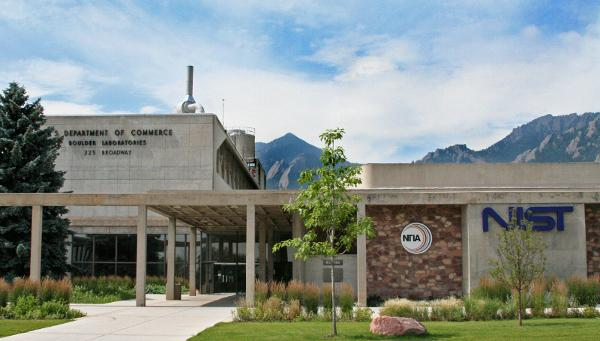 S DEPARTMENT OF COMMERCE
BOULDER LABORATORIES
325 BROADWAY
NTIA
NIST